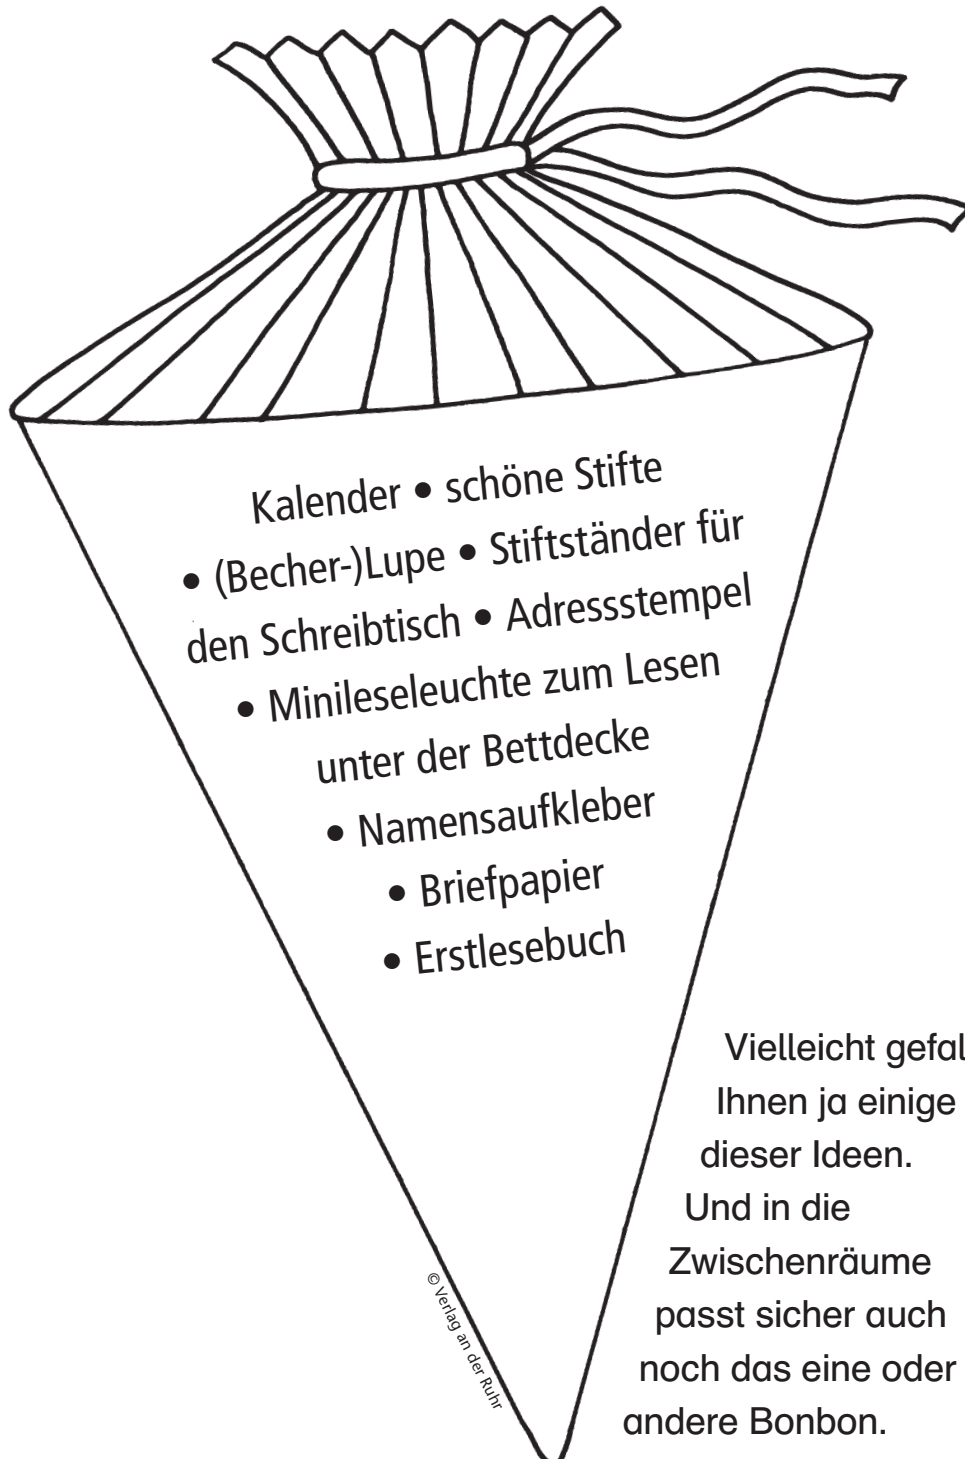 Kalender • schöne Stifte
• (Becher-)Lupe • Stiftständer für
den Schreibtisch • Adressstempel
• Minileseleuchte zum Lesen
unter der Bettdecke
• Namensaufkleber
• Briefpapier
• Erstlesebuch
Vielleicht gefal
Ihnen ja einige
dieser Ideen.
Und in die
Zwischenräume
passt sicher auch
noch das eine oder
andere Bonbon.
© Verlag an der Ruhr